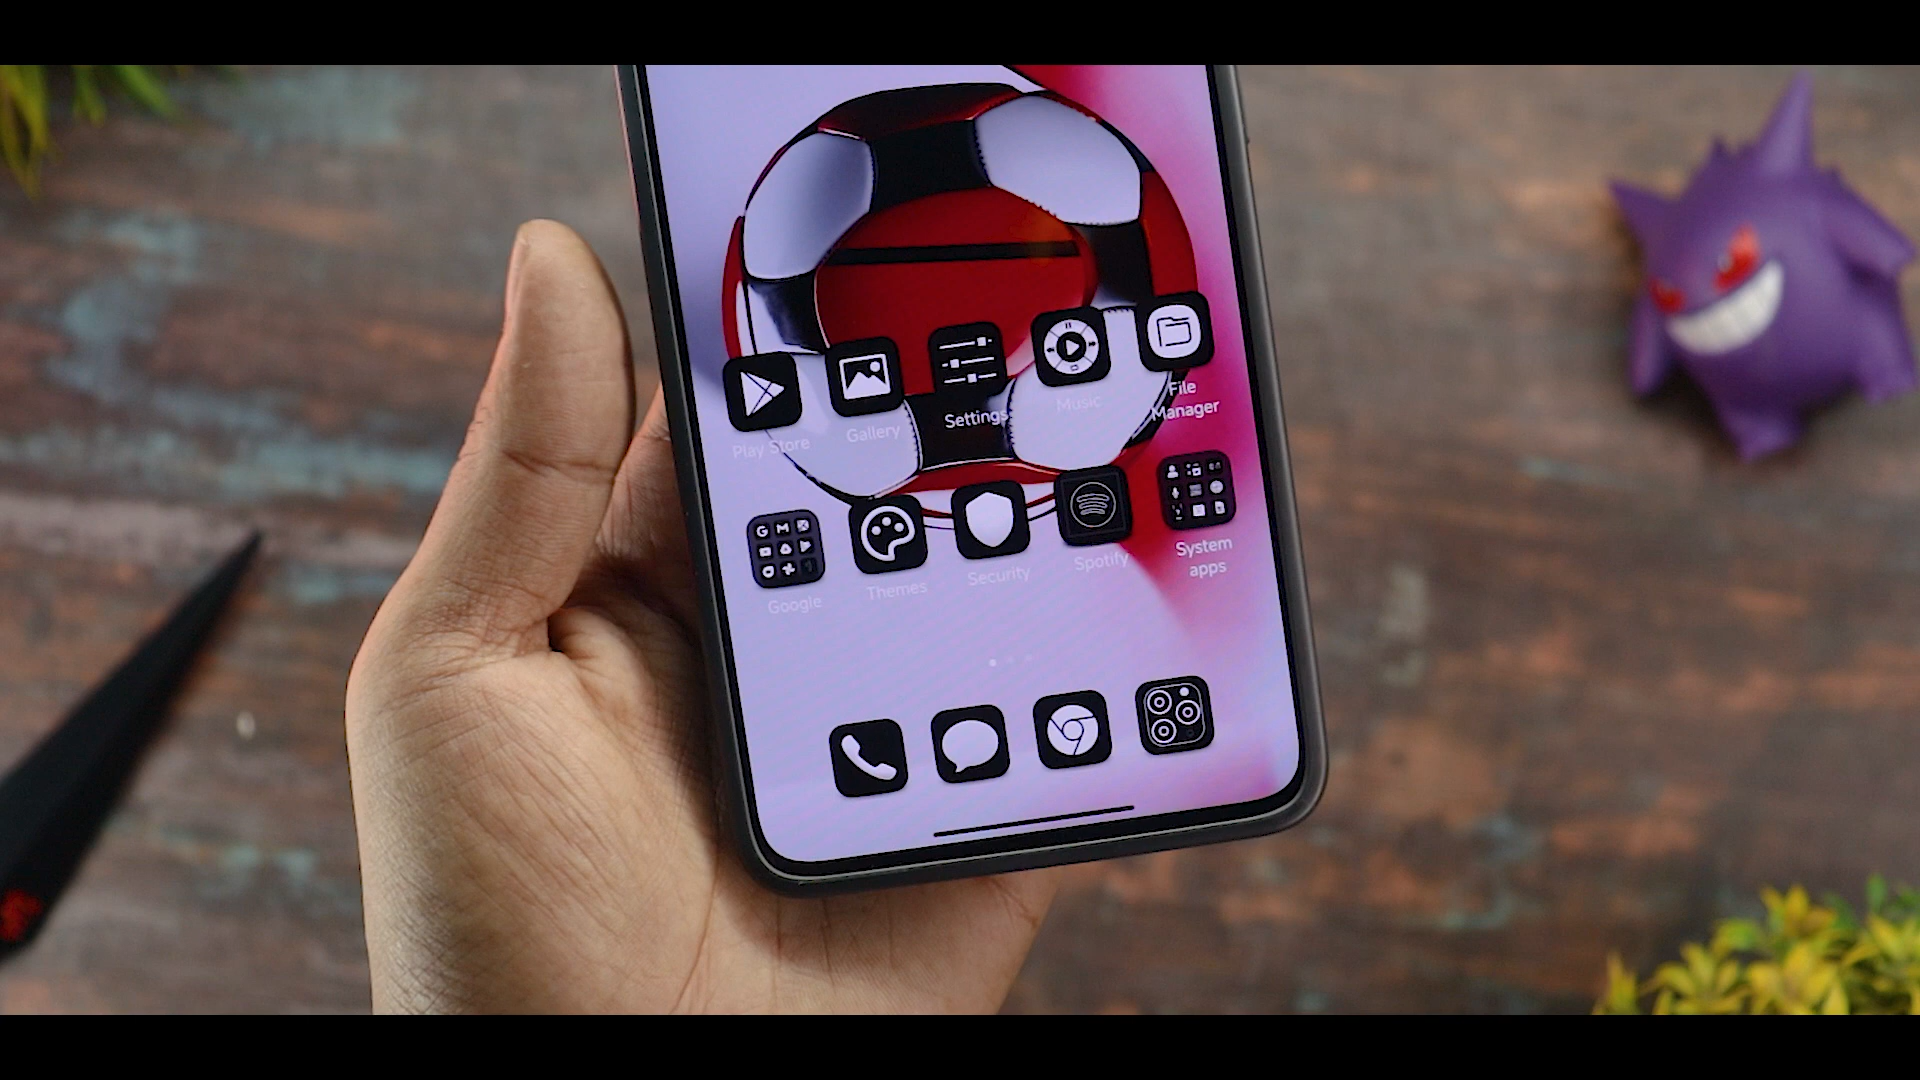 Play Store
Gallery
Settings
Music
File
Manager
Google
Themes
Security
Spotify
System
apps